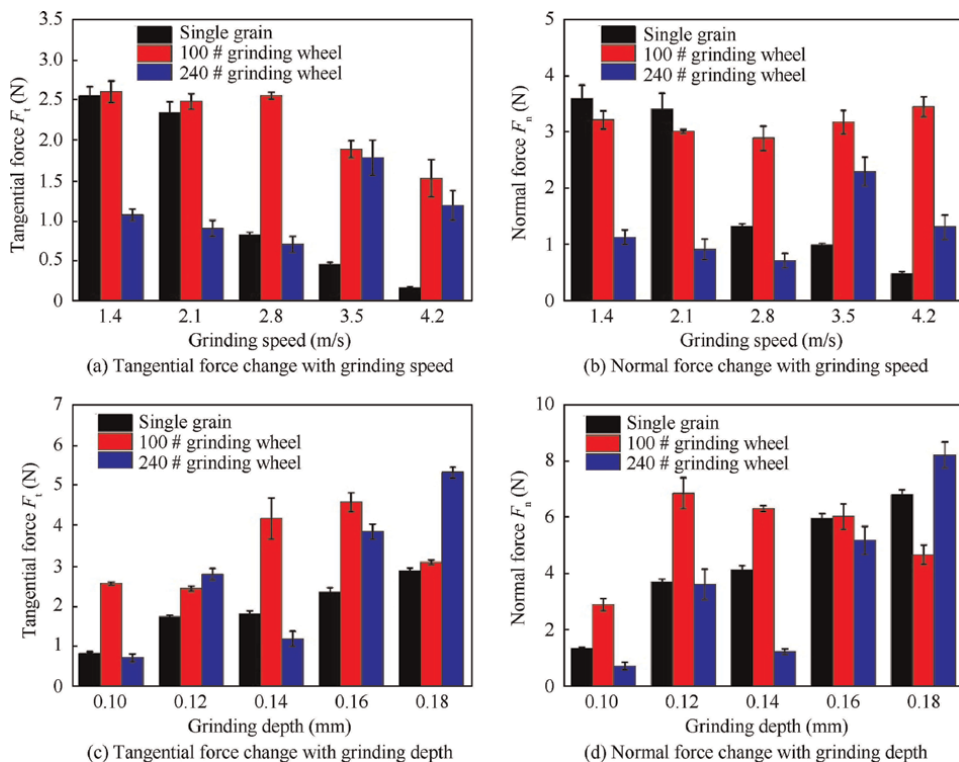 3.5
3.0
2.5
2.0
1.5
1.0
0.5
0
Tangential force Ft (N)
Single grain
100 # grinding wheel
240 # grinding wheel
1.4 2.1 2.8 3.5 4.2
Grinding speed (m/s)
(a) Tangential force change with grinding speed
5
4
3
2
1
0
Normal force Fn (N)
Single grain
100 # grinding wheel
240 # grinding wheel
1.4 2.1 2.8 3.5 4.2
Grinding speed (m/s)
(b) Normal force change with grinding speed
7
6
5
4
3
2
1
0
Tangential force Ft (N)
Single grain
100 # grinding wheel
240 # grinding wheel
0.10 0.12 0.14 0.16 0.18
Grinding depth (mm)
(c) Tangential force change with grinding depth
10
8
6
4
2
0
Normal force Fn (N)
Single grain
100 # grinding wheel
240 # grinding wheel
0.10 0.12 0.14 0.16 0.18
Grinding depth (mm)
(d) Normal force change with grinding depth